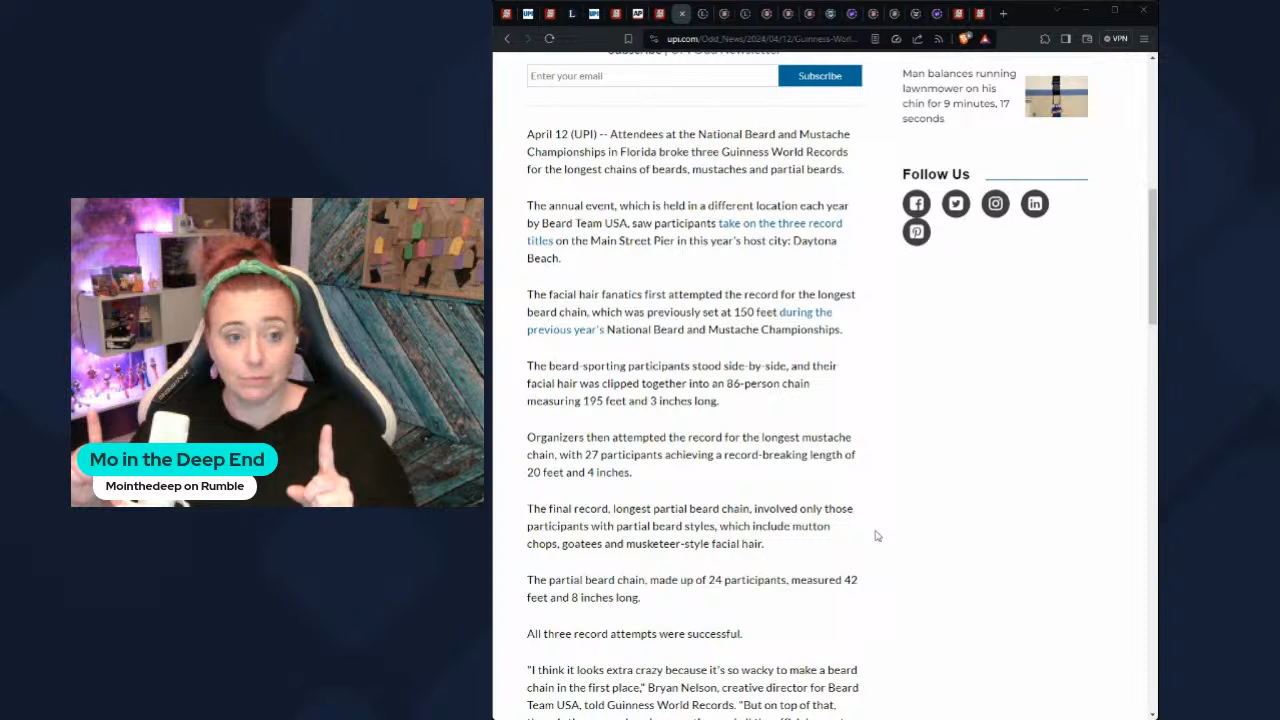 upi.com/Odd_News/2024/04/12/Guinness-Worl...
VPN
Enter your email
Subscribe
Man balances running
lawnmower on his
chin for 9 minutes, 17
seconds
April 12 (UPI) -- Attendees at the National Beard and Mustache
Championships in Florida broke three Guinness World Records
for the longest chains of beards, mustaches and partial beards.
Follow Us
The annual event, which is held in a different location each year
by Beard Team USA, saw participants take on the three record
titles on the Main Street Pier in this year's host city: Daytona
Beach.
The facial hair fanatics first attempted the record for the longest
beard chain, which was previously set at 150 feet during the
previous year's National Beard and Mustache Championships.
The beard-sporting participants stood side-by-side, and their
facial hair was clipped together into an 86-person chain
measuring 195 feet and 3 inches long.
Organizers then attempted the record for the longest mustache
chain, with 27 participants achieving a record-breaking length of
20 feet and 4 inches.
The final record, longest partial beard chain, involved only those
participants with partial beard styles, which include mutton
chops, goatees and musketeer-style facial hair.
The partial beard chain, made up of 24 participants, measured 42
feet and 8 inches long.
All three record attempts were successful.
"I think it looks extra crazy because it's so wacky to make a beard
chain in the first place," Bryan Nelson, creative director for Beard
Team USA, told Guinness World Records. "But on top of that,
Mo in the Deep End
Mointhedeep on Rumble